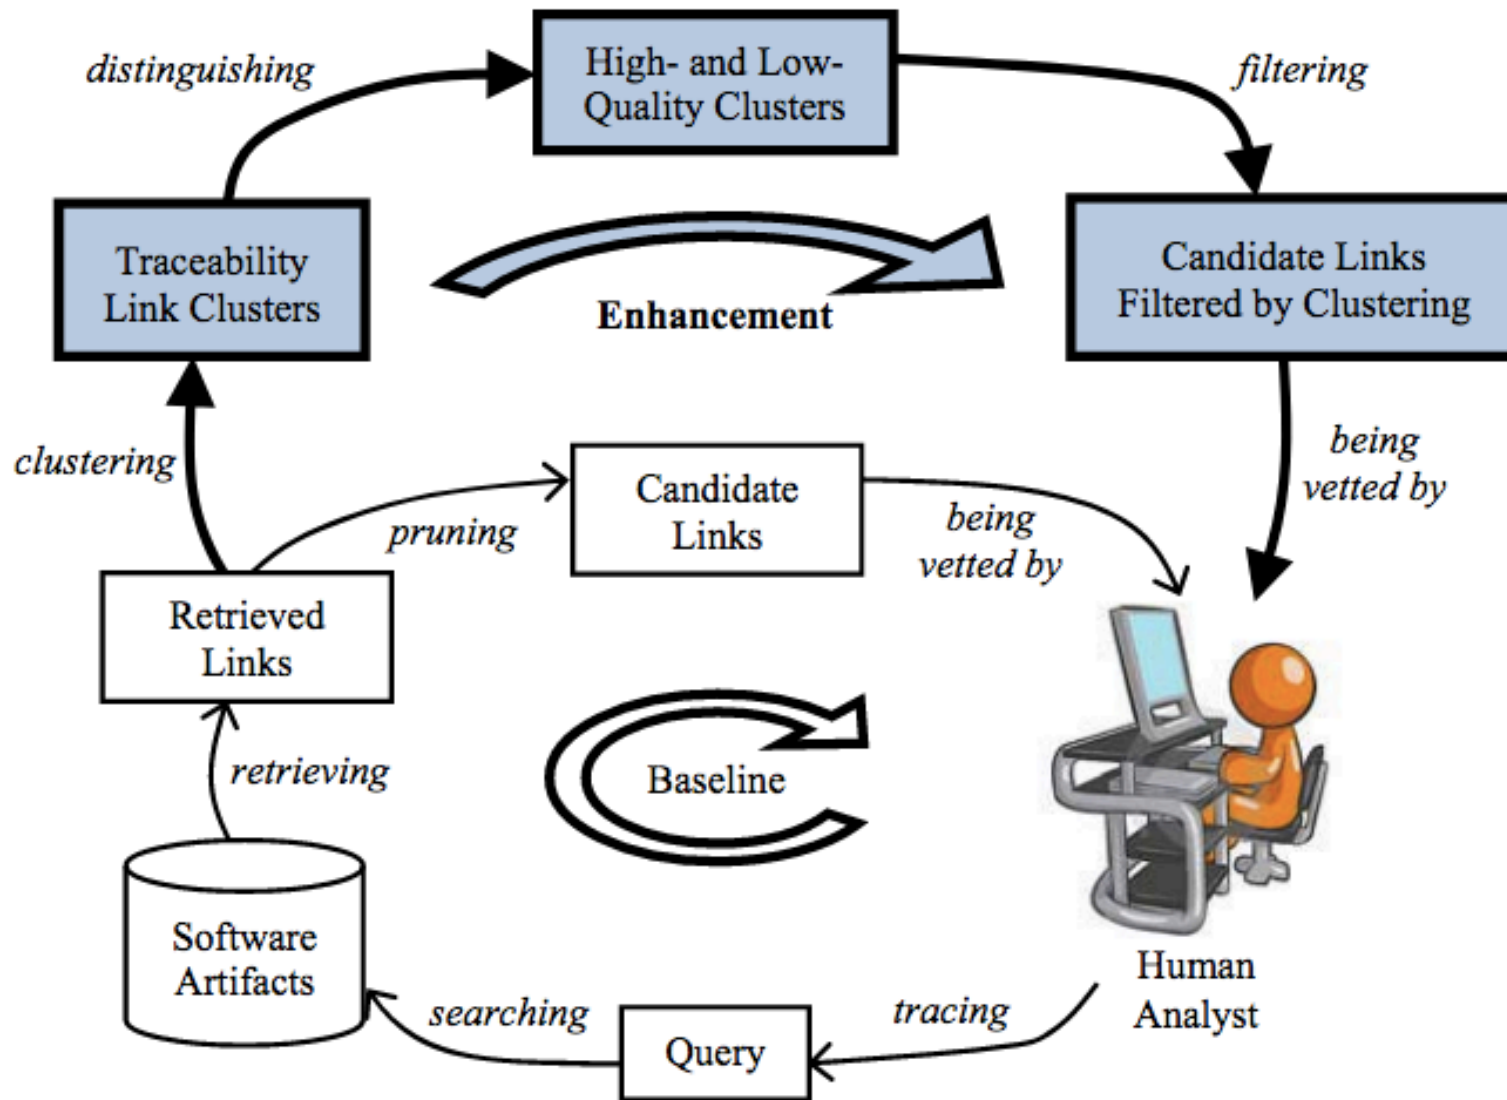 distinguishing
High- and Low-
Quality Clusters
filtering
Traceability
Link Clusters
Enhancement
Candidate Links
Filtered by Clustering
clustering
pruning
Candidate
Links
being
vetted by
being
vetted by
Retrieved
Links
retrieving
Baseline
Software
Artifacts
searching
Query
tracing
Human
Analyst